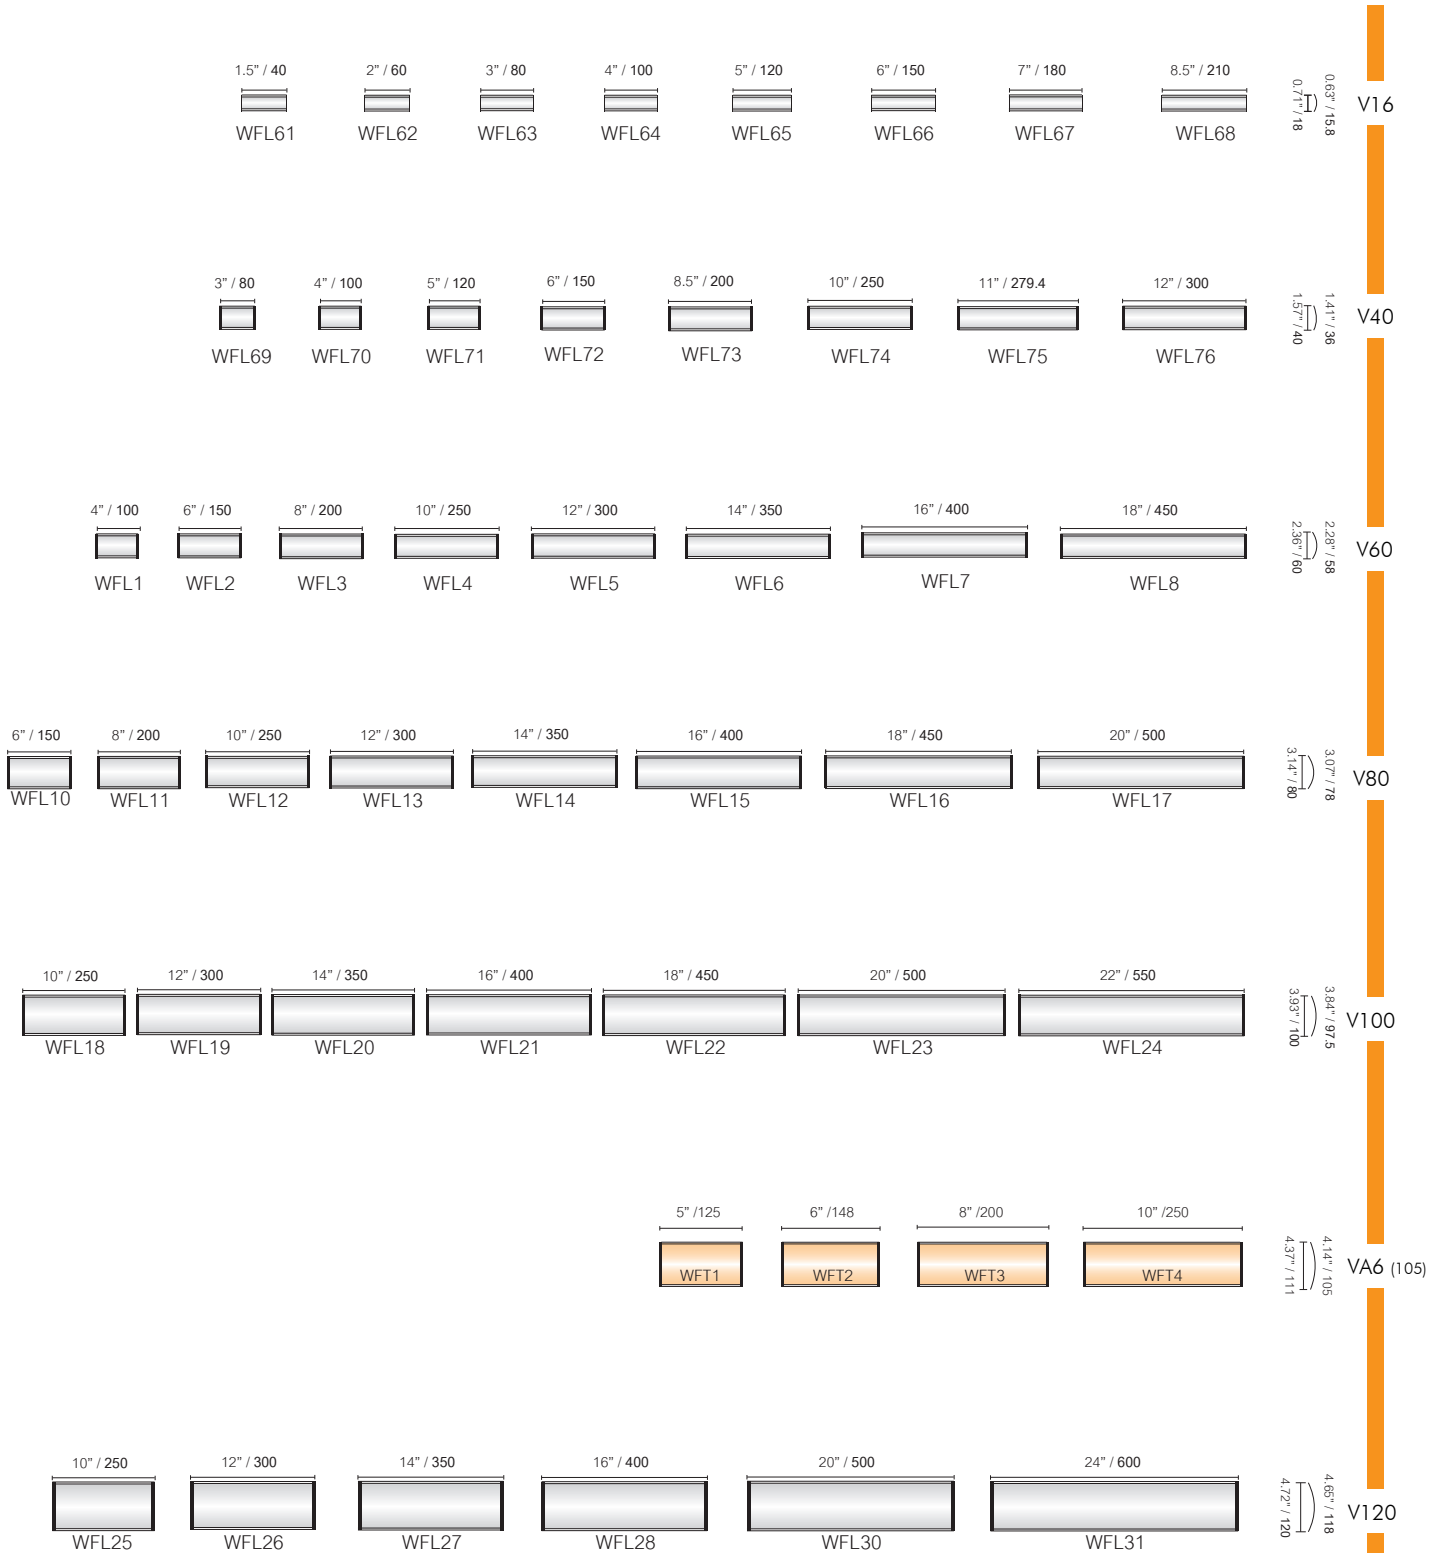 1.5” / 40 2” / 60 3” / 80 4” / 100 5” / 120 6” / 150 7” / 180 8.5” / 210
WFL61 WFL62 WFL63 WFL64 WFL65 WFL66 WFL67 WFL68
0.71” / 18
0.63” / 15.8
V16
3” / 80 4” / 100 5” / 120 6” / 150 8.5” / 200 10” / 250 11” / 279.4 12” / 300
WFL69 WFL70 WFL71 WFL72 WFL73 WFL74 WFL75 WFL76
1.57” / 40
1.41” / 36
V40
4” / 100 6” / 150 8” / 200 10” / 250 12” / 300 14” / 350 16” / 400 18” / 450
WFL1 WFL2 WFL3 WFL4 WFL5 WFL6 WFL7 WFL8
2.36” / 60
2.28” / 58
V60
6” / 150 8” / 200 10” / 250 12” / 300 14” / 350 16” / 400 18” / 450 20” / 500
WFL10 WFL11 WFL12 WFL13 WFL14 WFL15 WFL16 WFL17
3.14” / 80
3.07” / 78
V80
10” / 250 12” / 300 14” / 350 16” / 400 18” / 450 20” / 500 22” / 550
WFL18 WFL19 WFL20 WFL21 WFL22 WFL23 WFL24
3.93” / 100
3.84” / 97.5
V100
5” /125 6” /148 8” /200 10” /250
WFT1 WFT2 WFT3 WFT4
4.37” / 111
4.14” / 105
VA6 (105)
10” / 250 12” / 300 14” / 350 16” / 400 20” / 500 24” / 600
WFL25 WFL26 WFL27 WFL28 WFL30 WFL31
4.72” / 120
4.65” / 118
V120